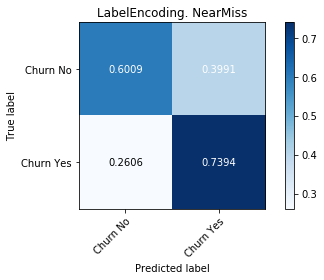 LabelEncoding. NearMiss
True label
Churn No
0.6009
0.3991
Churn Yes
0.2606
0.7394
Churn No
Churn Yes
Predicted label
0.7
0.6
0.5
0.4
0.3